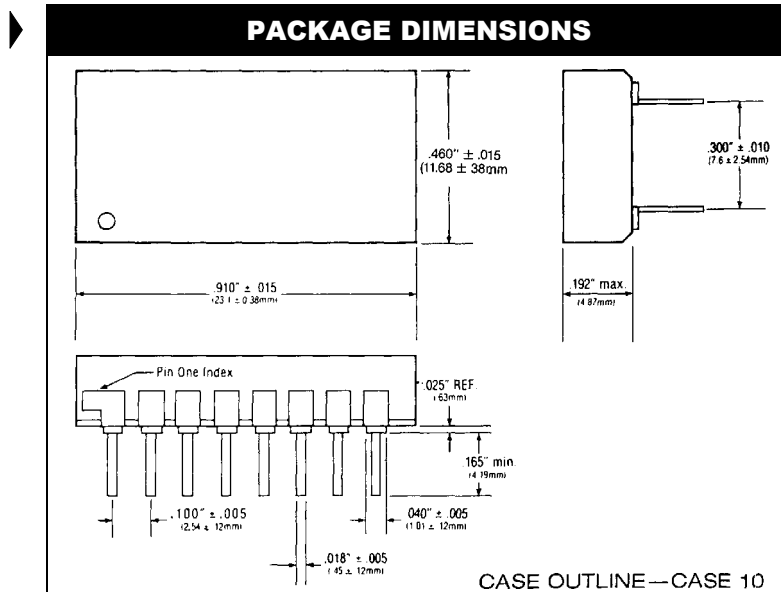 PACKAGE DIMENSIONS
.460" ± .015
(11.68 ± 38mm
.300" ± .010
(7.6 ± 2.54mm)
.910" ± .015
(23.1 ± 0.38mm)
.192" max.
(4.87mm)
Pin One Index
.025" REF.
(.63mm)
.165" min.
(4.19mm)
.100" ± .005
(2.54 ± .12mm)
.040" ± .005
(1.01 ± .12mm)
.018" ± .005
(.45 ± .12mm)
CASE OUTLINE—CASE 10